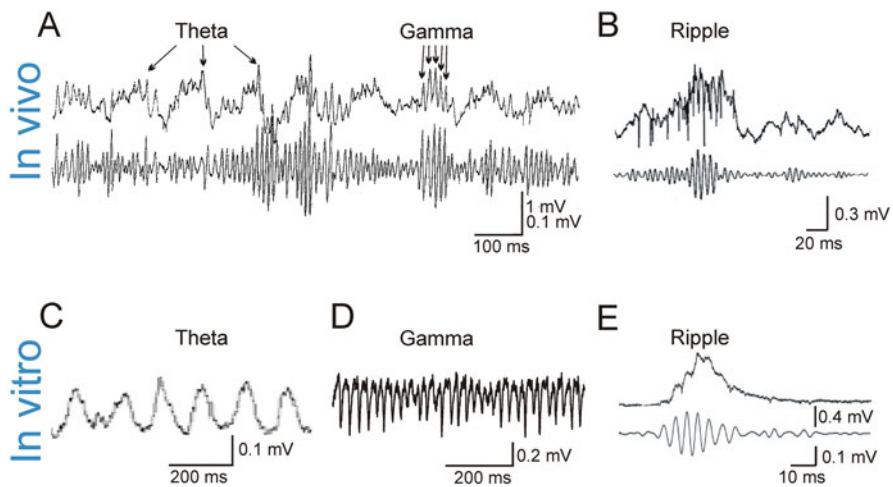 A
Theta
Gamma
B
Ripple
In vivo
1 mV
0.1 mV
100 ms
0.3 mV
20 ms
C
Theta
D
Gamma
E
Ripple
In vitro
0.1 mV
200 ms
0.2 mV
200 ms
0.4 mV
0.1 mV
10 ms